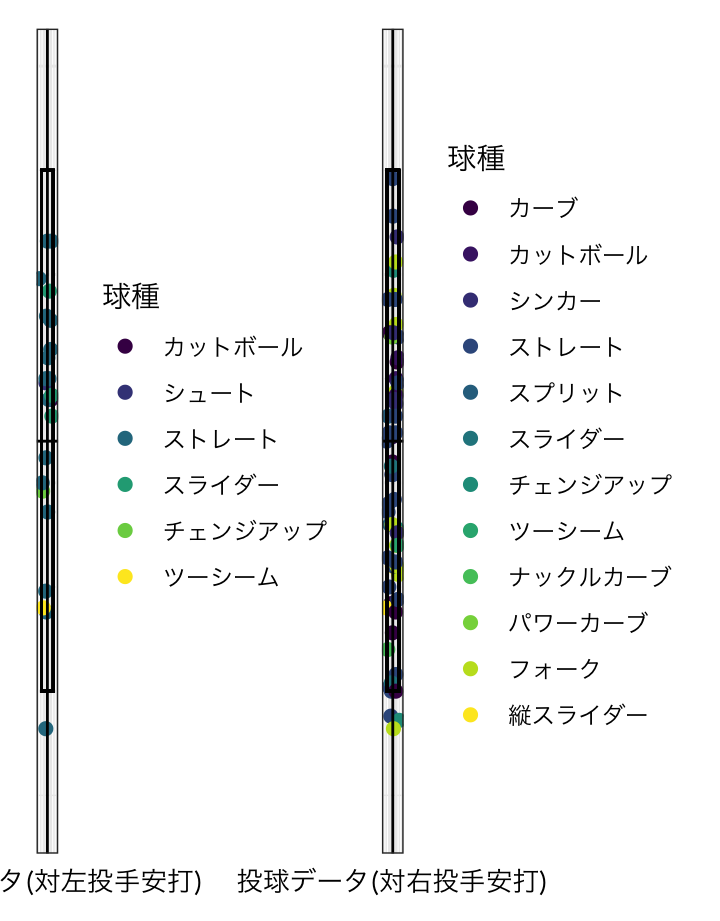 球種
カットボール
シュート
ストレート
スライダー
チェンジアップ
ツーシーム
球種
カーブ
カットボール
シンカー
ストレート
スプリット
スライダー
チェンジアップ
ツーシーム
ナックルカーブ
パワーカーブ
フォーク
縦スライダー
タ(対左投手安打)
投球データ(対右投手安打)